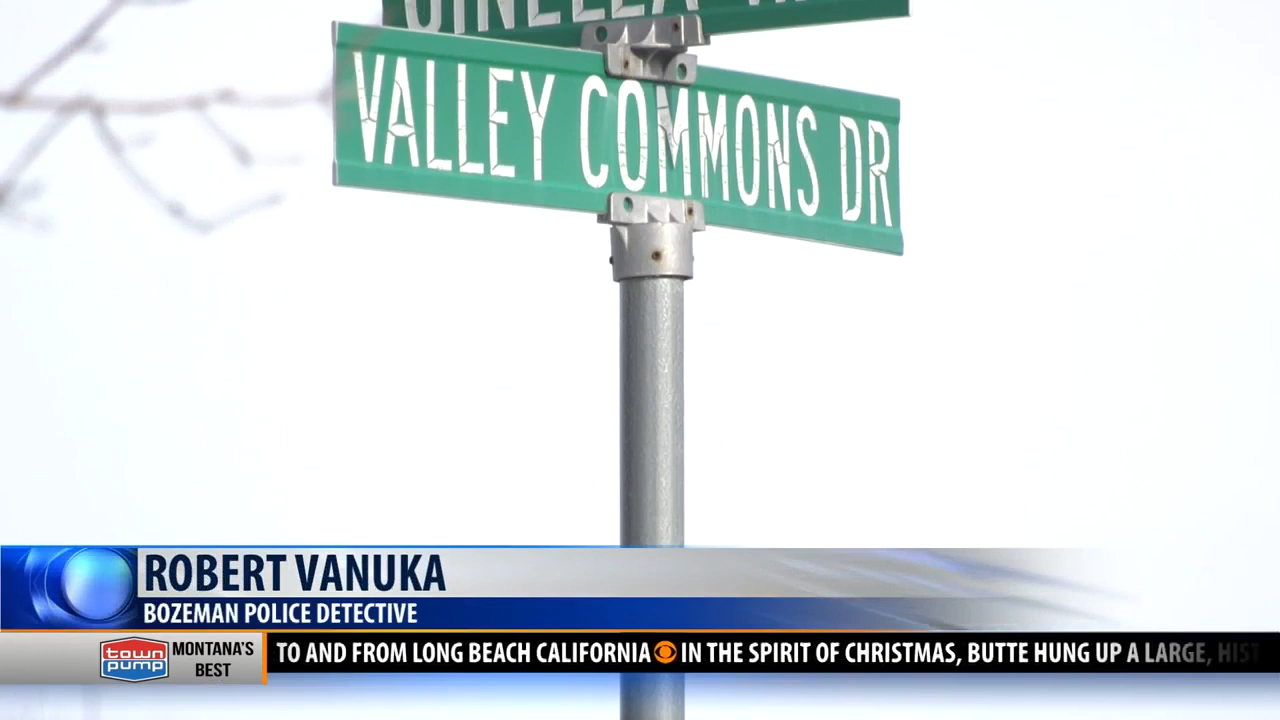 VALLEY COMMONS DR
ROBERT VANUKA
BOZEMAN POLICE DETECTIVE
town pump
MONTANA'S BEST
TO AND FROM LONG BEACH CALIFORNIA IN THE SPIRIT OF CHRISTMAS, BUTTE HUNG UP A LARGE,